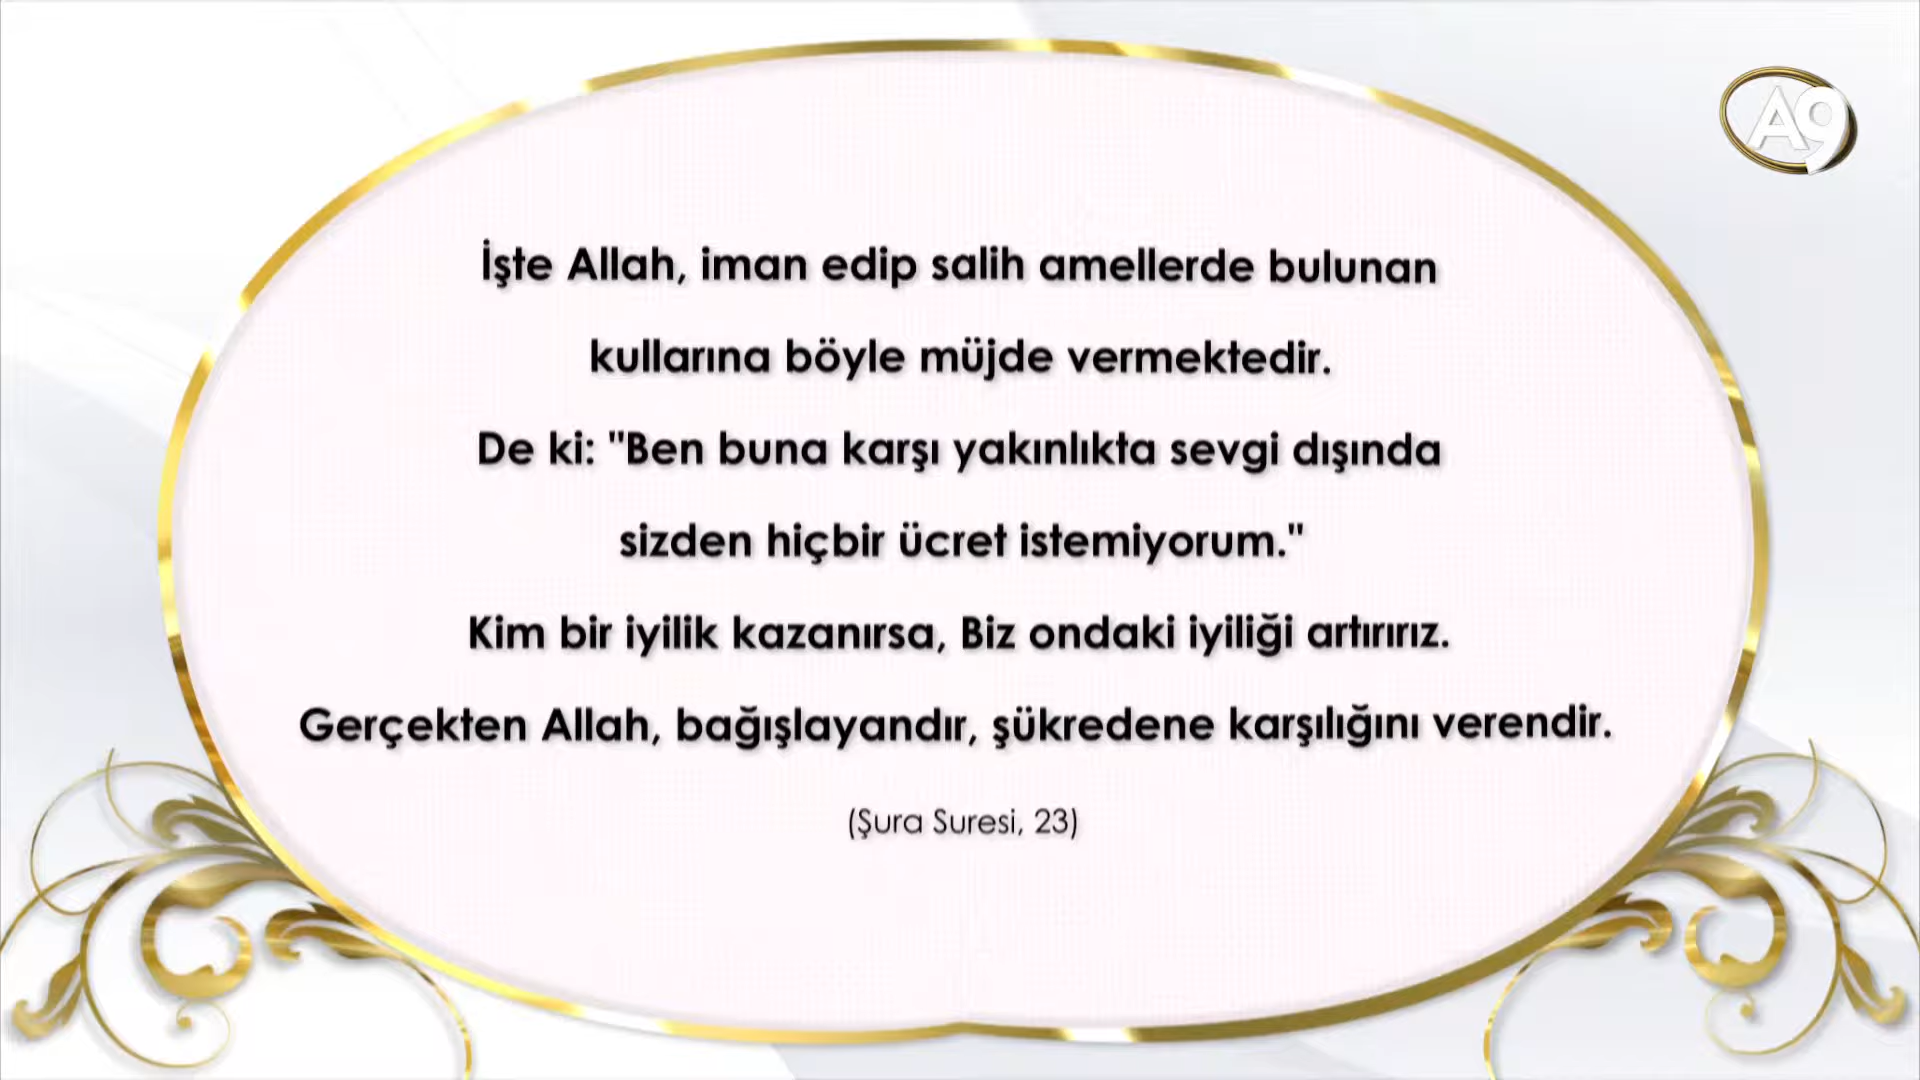 A9
İşte Allah, iman edip salih amellerde bulunan
kullarına böyle müjde vermektedir.
De ki: "Ben buna karşı yakınlıkta sevgi dışında
sizden hiçbir ücret istemiyorum."
Kim bir iyilik kazanırsa, Biz ondaki iyiliği artırırız.
Gerçekten Allah, bağışlayandır, şükredene karşılığını verendir.
(Şura Suresi, 23)